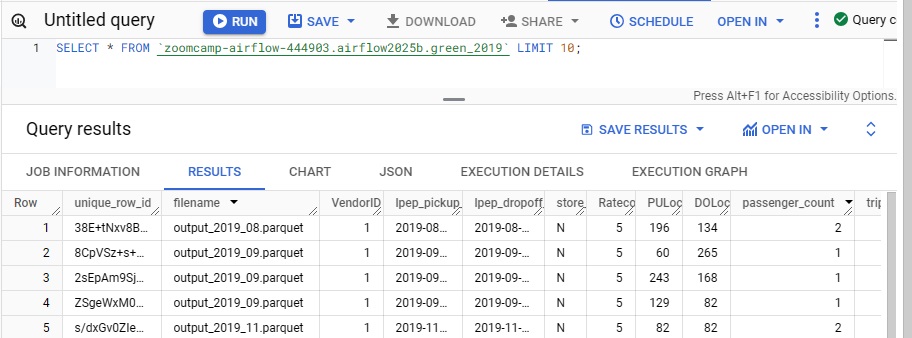 Untitled query RUN SAVE DOWNLOAD SHARE SCHEDULE OPEN IN Query c
1 SELECT * FROM `zoomcamp-airflow-444903.airflow2025b.green_2019` LIMIT 10;
Press Alt+F1 for Accessibility Options.
Query results SAVE RESULTS OPEN IN
JOB INFORMATION RESULTS CHART JSON EXECUTION DETAILS EXECUTION GRAPH
Row unique_row_id filename VendorID lpep_pickup lpep_dropoff store_ Rateco PULoc DOLoc passenger_count trip
1 38E+tNxv8B... output_2019_08.parquet 1 2019-08... 2019-08-... N 5 196 134 2
2 8CpVSz+s+... output_2019_09.parquet 1 2019-09... 2019-09-... N 5 60 265 1
3 2sEpAm9Sj... output_2019_09.parquet 1 2019-09... 2019-09-... N 5 243 168 1
4 ZSgeWxM0... output_2019_09.parquet 1 2019-09... 2019-09-... N 5 129 82 1
5 s/dxGv0ZIe... output_2019_11.parquet 1 2019-11... 2019-11-... N 5 82 82 2